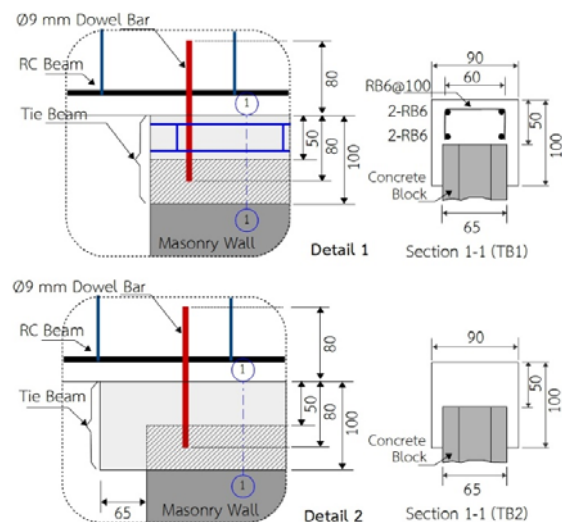 Ø9 mm Dowel Bar
RC Beam
Tie Beam
80
50
80
100
1
1
Masonry Wall
Detail 1
90
RB6@100
60
2-RB6
2-RB6
50
100
Concrete
Block
65
Section 1-1 (TB1)
Ø9 mm Dowel Bar
RC Beam
Tie Beam
80
50
80
100
1
1
65
Masonry Wall
Detail 2
90
50
100
Concrete
Block
65
Section 1-1 (TB2)